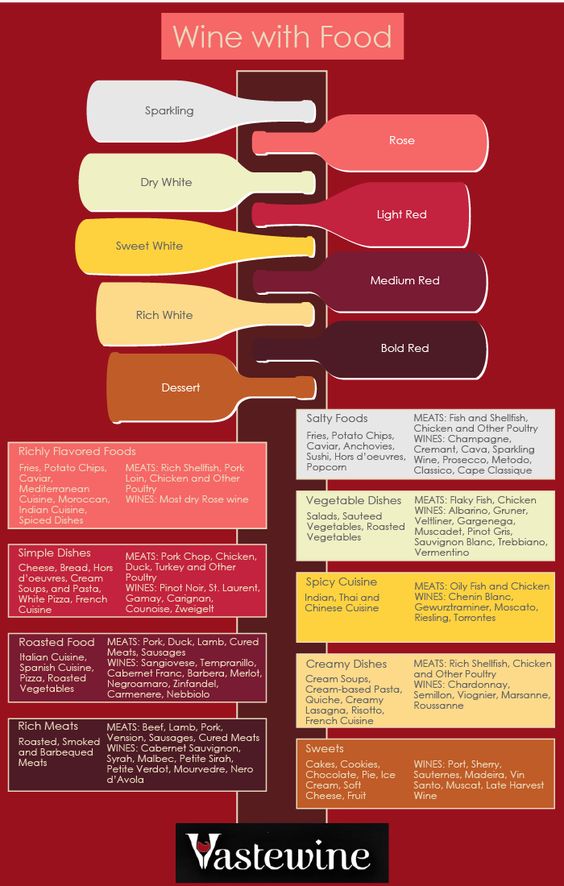 Wine with Food
Sparkling
Rose
Dry White
Light Red
Sweet White
Medium Red
Rich White
Bold Red
Dessert
Salty Foods
Fries, Potato Chips,
Caviar, Anchovies,
Sushi, Hors d'oeuvres,
Popcorn
MEATS: Fish and Shellfish,
Chicken and Other Poultry
WINES: Champagne,
Cremant, Cava, Sparkling
Wine, Prosecco, Metodo,
Classico, Cape Classique
Richly Flavored Foods
Fries, Potato Chips,
Caviar,
Mediterranean
Cuisine, Moroccan,
Indian Cuisine,
Spiced Dishes
MEATS: Rich Shellfish, Pork
Loin, Chicken and Other
Poultry
WINES: Most dry Rose wine
Vegetable Dishes
Salads, Sauteed
Vegetables, Roasted
Vegetables
MEATS: Flaky Fish, Chicken
WINES: Albarino, Gruner,
Veltliner, Gargenega,
Muscadet, Pinot Gris,
Sauvignon Blanc, Trebbiano,
Vermentino
Simple Dishes
Cheese, Bread, Hors
d'oeuvres, Cream
Soups, and Pasta,
White Pizza, French
Cuisine
MEATS: Pork Chop, Chicken,
Duck, Turkey and Other
Poultry
WINES: Pinot Noir, St. Laurent,
Gamay, Carignan,
Counoise, Zweigelt
Spicy Cuisine
Indian, Thai and
Chinese Cuisine
MEATS: Oily Fish and Chicken
WINES: Chenin Blanc,
Gewurztraminer, Moscato,
Riesling, Torrontes
Roasted Food
Italian Cuisine,
Spanish Cuisine,
Pizza, Roasted
Vegetables
MEATS: Pork, Duck, Lamb, Cured
Meats, Sausages
WINES: Sangiovese, Tempranillo,
Cabernet Franc, Barbera, Merlot,
Negroamaro, Zinfandel,
Carmenere, Nebbiolo
Creamy Dishes
Cream Soups,
Cream-based Pasta,
Quiche, Creamy
Lasagna, Risotto,
French Cuisine
MEATS: Rich Shellfish, Chicken
and Other Poultry
WINES: Chardonnay,
Semillon, Viognier, Marsanne,
Roussanne
Rich Meats
Roasted, Smoked
and Barbequed
Meats
MEATS: Beef, Lamb, Pork,
Vension, Sausages, Cured Meats
WINES: Cabernet Sauvignon,
Syrah, Malbec, Petite Sirah,
Petite Verdot, Mourvedre, Nero
d'Avola
Sweets
Cakes, Cookies,
Chocolate, Pie, Ice
Cream, Soft
Cheese, Fruit
WINES: Port, Sherry,
Sauternes, Madeira, Vin
Santo, Muscat, Late Harvest
Wine
Vastewine